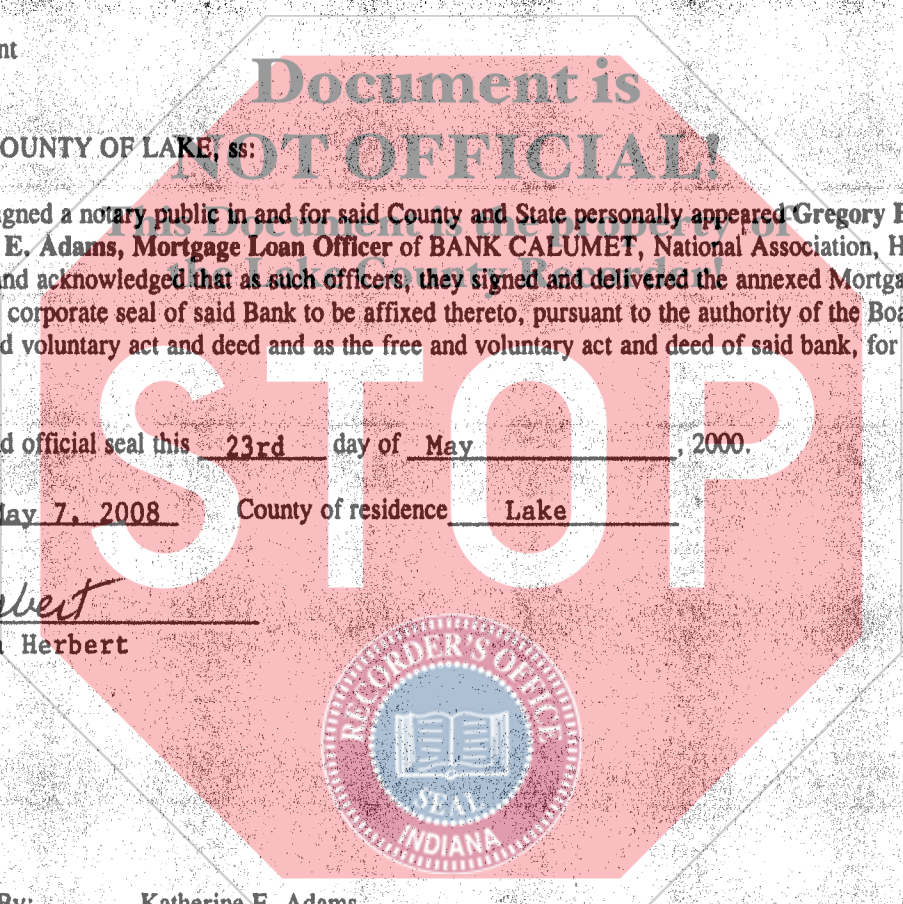 nt
Document is
NOT OFFICIAL!
OUNTY OF LAKE, ss:
This Document is the property of
the Lake County Recorder!
igned a notary public in and for said County and State personally appeared Gregory
E. Adams, Mortgage Loan Officer of BANK CALUMET, National Association, H
nd acknowledged that as such officers, they signed and delivered the annexed Mortga
corporate seal of said Bank to be affixed thereto, pursuant to the authority of the Boa
d voluntary act and deed and as the free and voluntary act and deed of said bank, for
STOP
d official seal this 23rd day of May, 2000.
May 7, 2008 County of residence Lake
Herbert
RECORDER'S OFFICE
SEAL
INDIANA
By: Katherine E. Adams